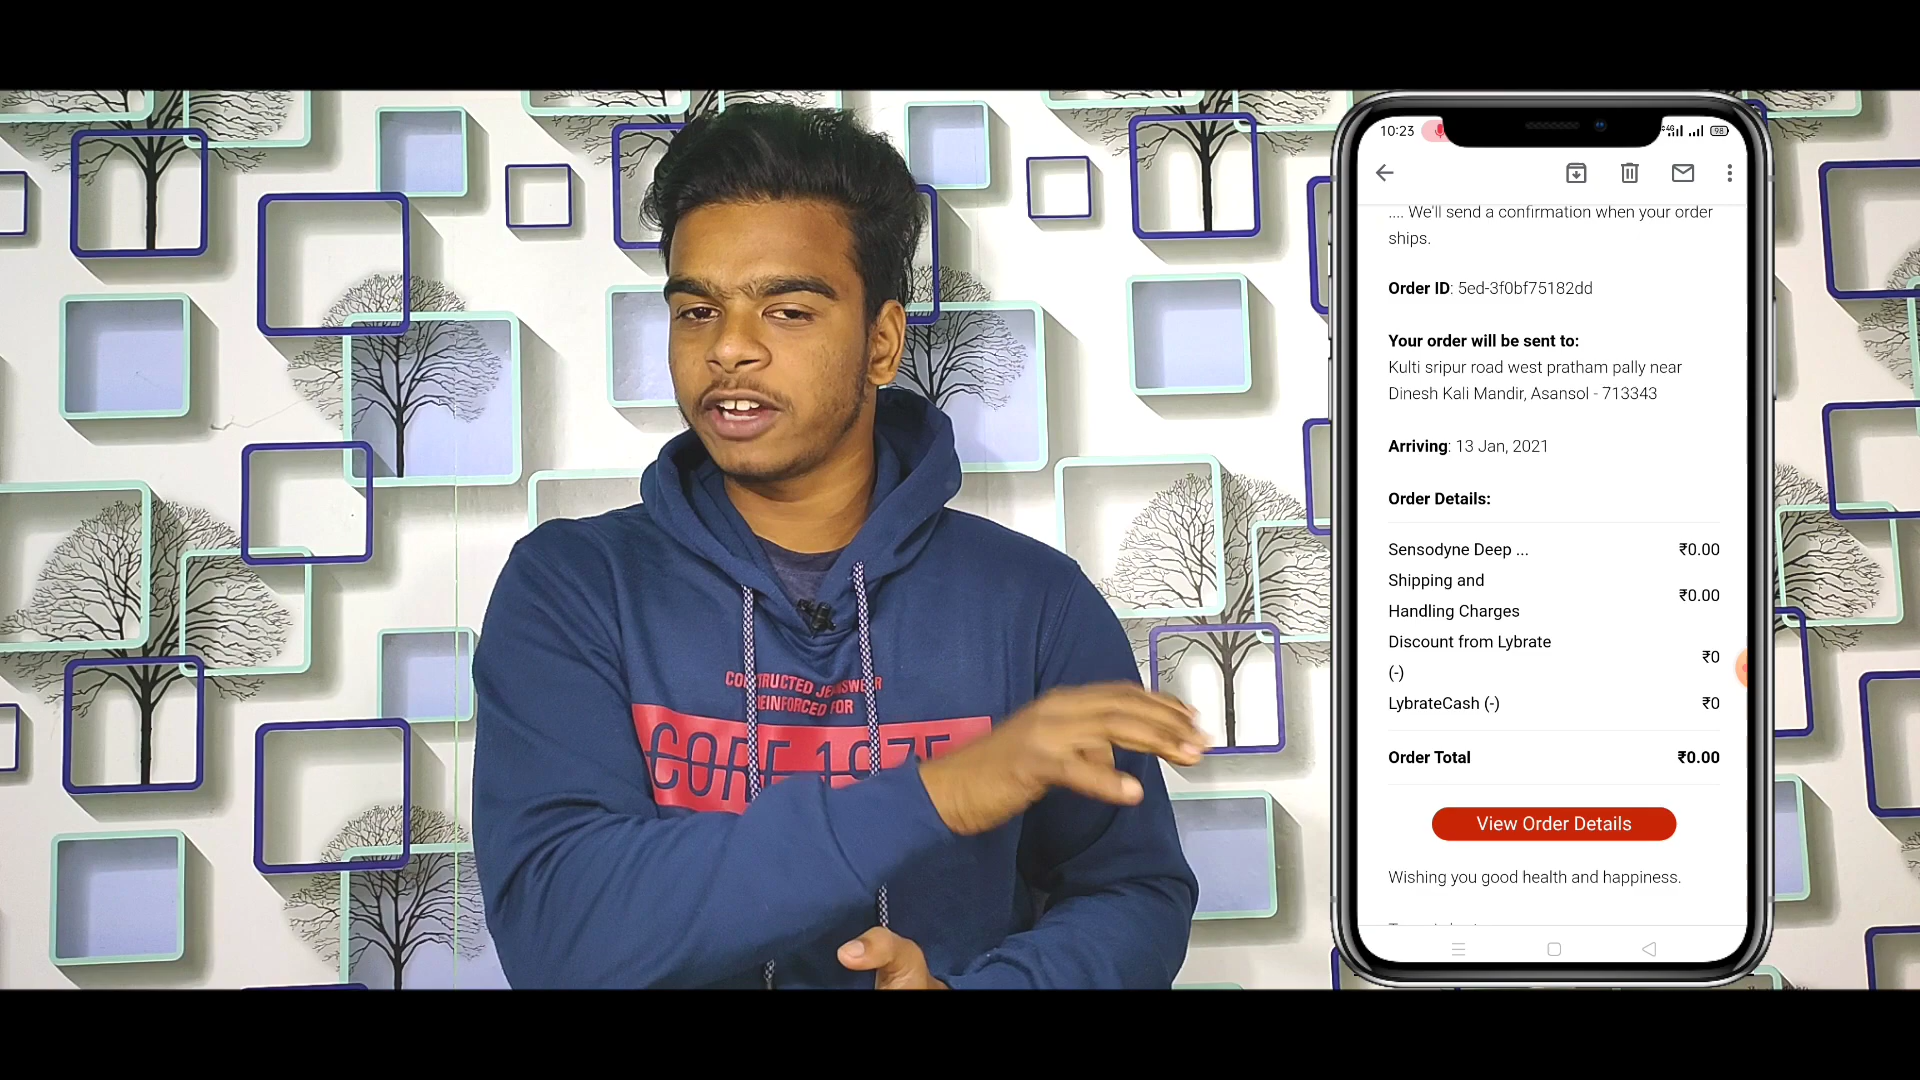 10:23
98
.... We'll send a confirmation when your order
ships.
Order ID: 5ed-3f0bf75182dd
Your order will be sent to:
Kulti sripur road west pratham pally near
Dinesh Kali Mandir, Asansol - 713343
Arriving: 13 Jan, 2021
Order Details:
Sensodyne Deep ... ₹0.00
Shipping and
Handling Charges ₹0.00
Discount from Lybrate
(-) ₹0
LybrateCash (-) ₹0
Order Total ₹0.00
View Order Details
Wishing you good health and happiness.
REINFORCED FOR
CORE 1975